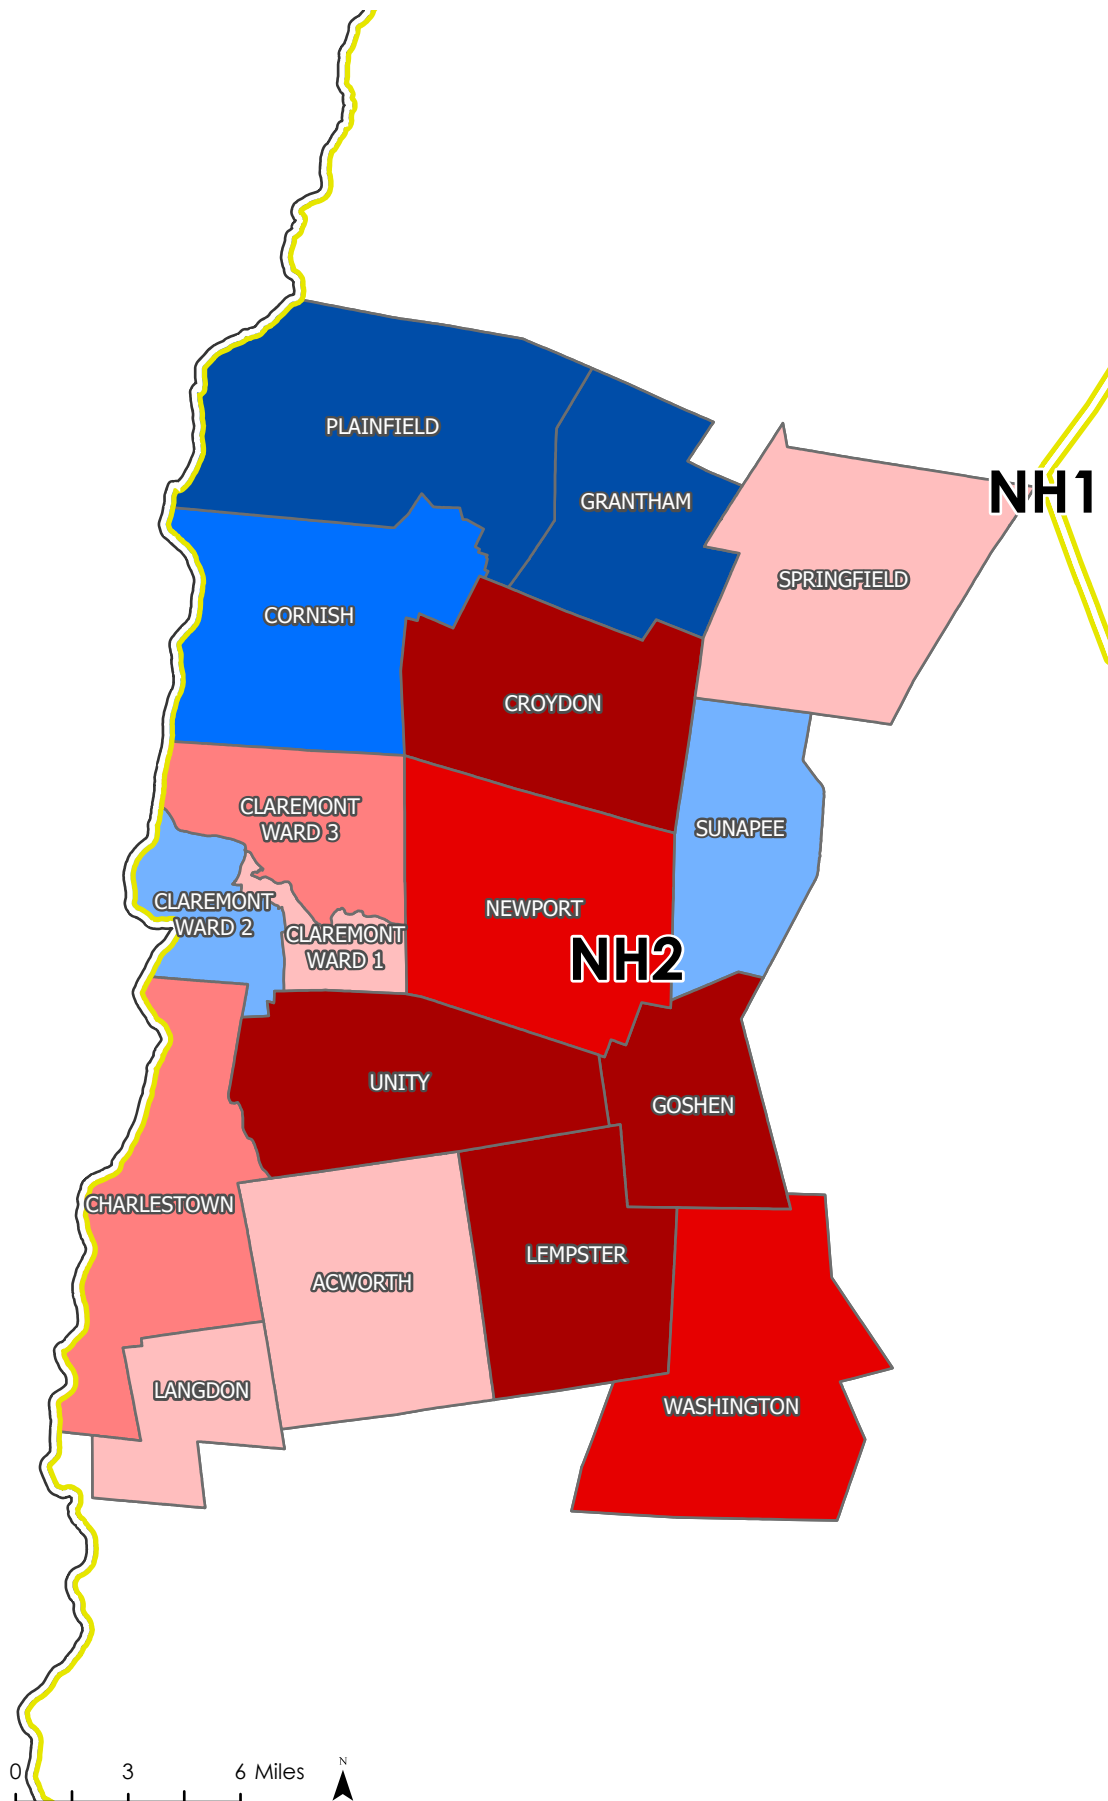 PLAINFIELD
GRANTHAM
NH1
SPRINGFIELD
CORNISH
CROYDON
CLAREMONT
WARD 3
SUNAPEE
CLAREMONT
WARD 2
NEWPORT
CLAREMONT
WARD 1
NH2
UNITY
GOSHEN
CHARLESTOWN
LEMPSTER
ACWORTH
LANGDON
WASHINGTON
0 3 6 Miles
N